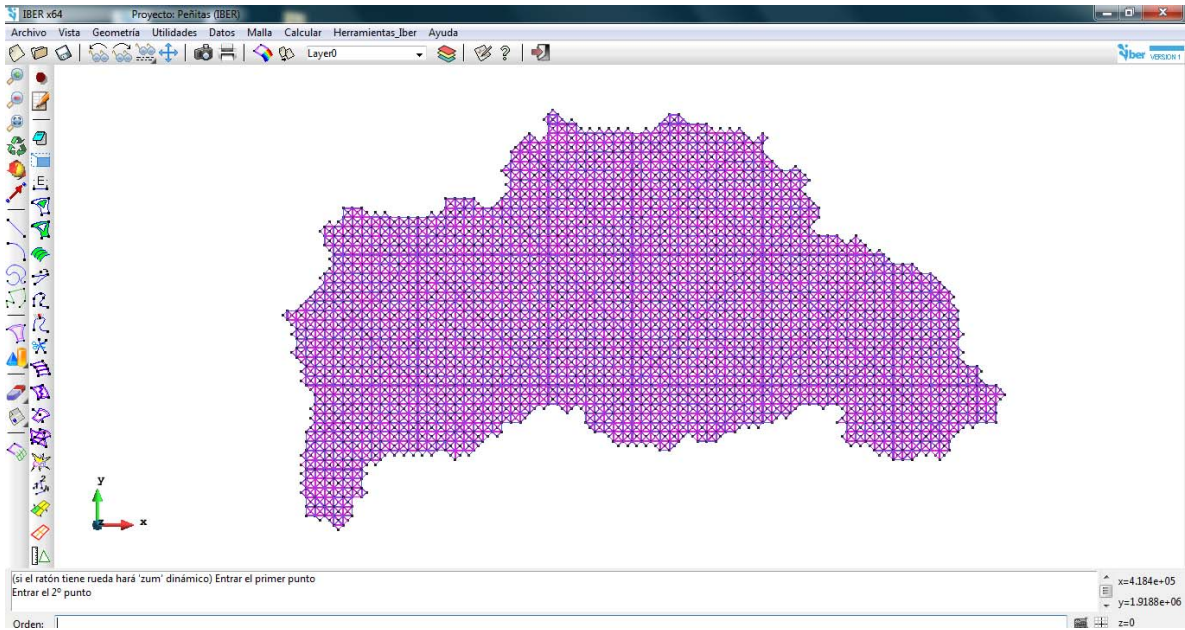 IBER x64 Proyecto: Peñitas (IBER)
Archivo Vista Geometría Utilidades Datos Malla Calcular Herramientas_Iber Ayuda
Layer0
iber VERSION 1
E
y
x
(si el ratón tiene rueda hará 'zum' dinámico) Entrar el primer punto
Entrar el 2º punto
x=4.184e+05
y=1.9188e+06
Orden:
z=0